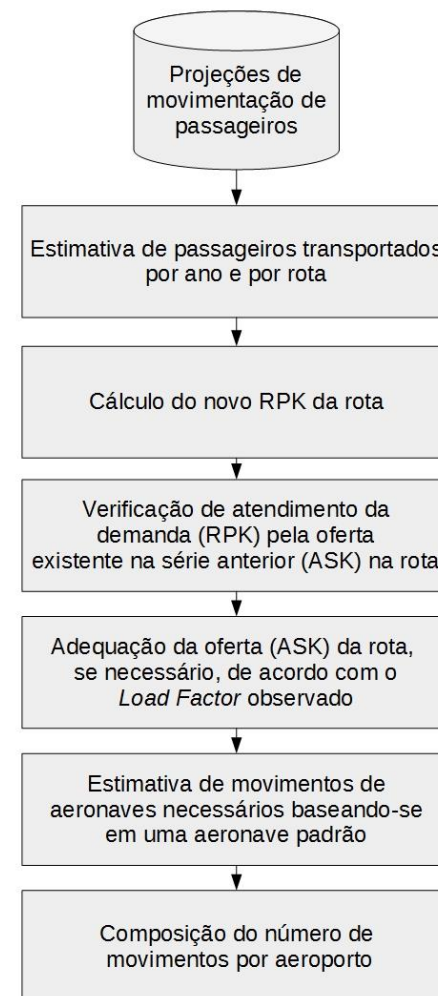 Projeções de
movimentação de
passageiros
Estimativa de passageiros transportados
por ano e por rota
Cálculo do novo RPK da rota
Verificação de atendimento da
demanda (RPK) pela oferta
existente na série anterior (ASK) na rota
Adequação da oferta (ASK) da rota,
se necessário, de acordo com o
Load Factor observado
Estimativa de movimentos de
aeronaves necessários baseando-se
em uma aeronave padrão
Composição do número de
movimentos por aeroporto